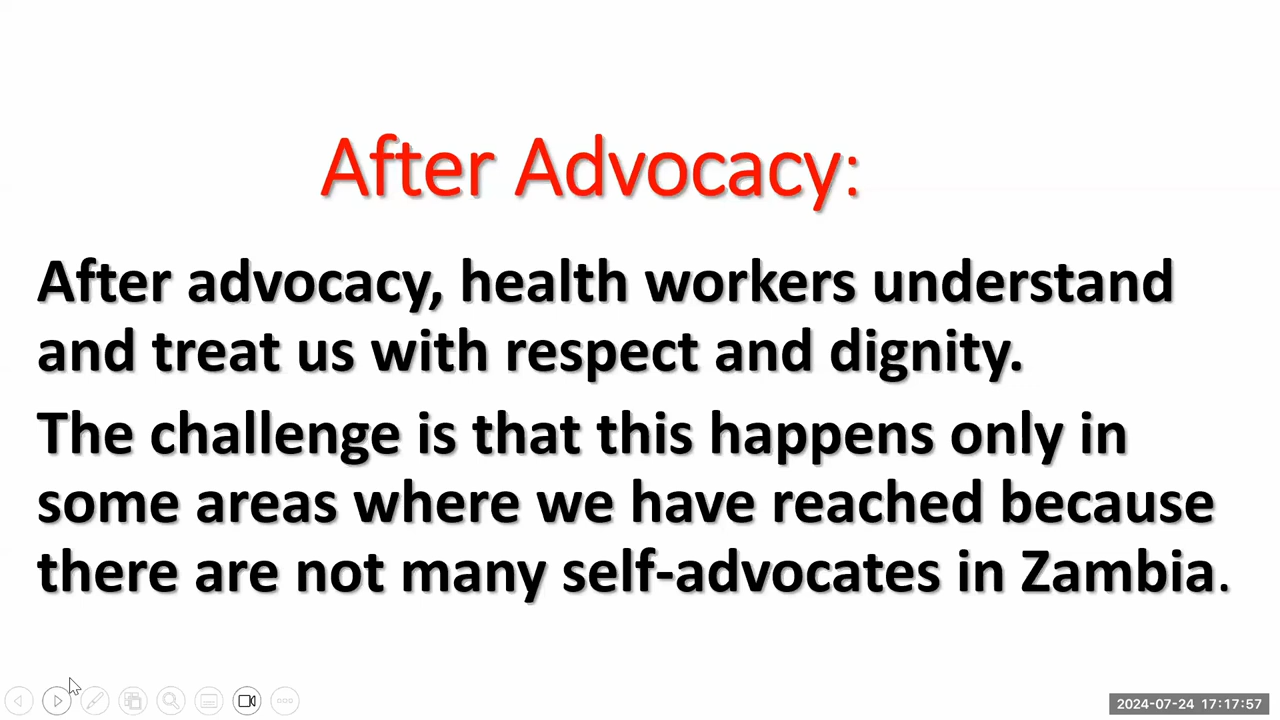 After Advocacy:
After advocacy, health workers understand
and treat us with respect and dignity.
The challenge is that this happens only in
some areas where we have reached because
there are not many self-advocates in Zambia.
2024-07-24 17:17:57